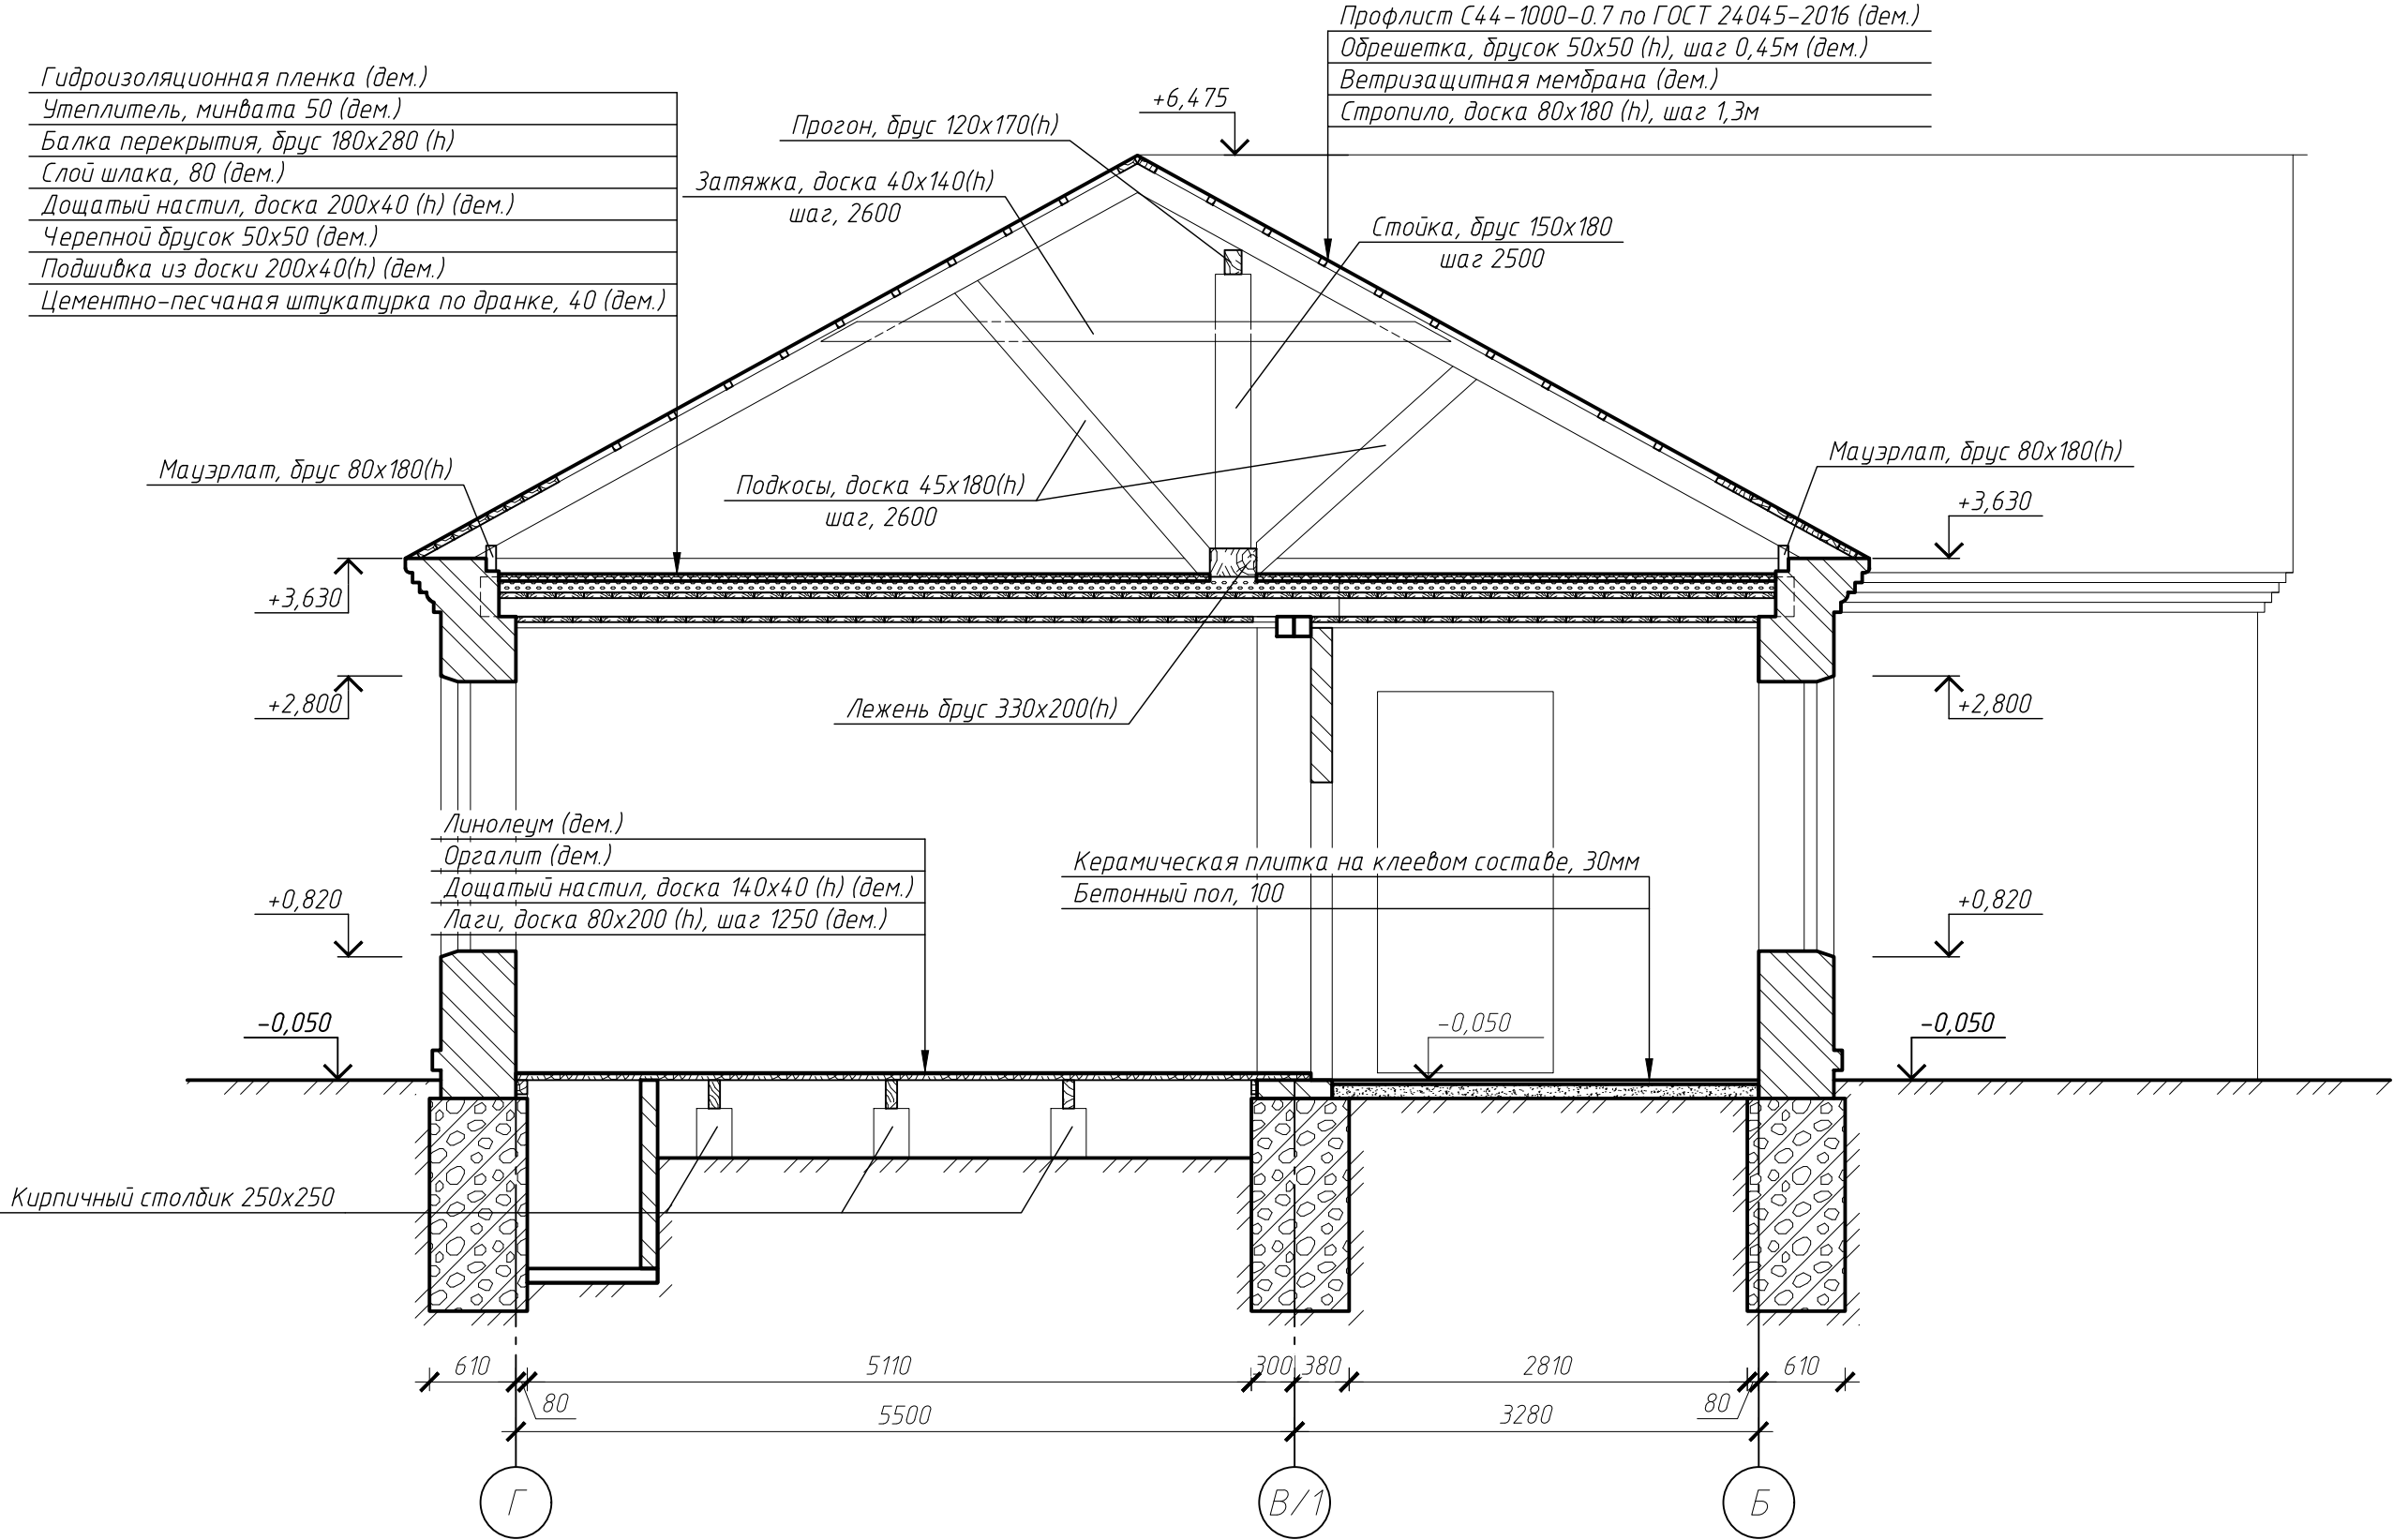 Профлист С44-1000-0.7 по ГОСТ 24045-2016 (дем.)
Обрешетка, брусок 50х50 (h), шаг 0,45м (дем.)
Ветризащитная мембрана (дем.)
Стропило, доска 80х180 (h), шаг 1,3м
Гидроизоляционная пленка (дем.)
Утеплитель, минвата 50 (дем.)
Балка перекрытия, брус 180х280 (h)
Слой шлака, 80 (дем.)
Дощатый настил, доска 200х40 (h) (дем.)
Черепной брусок 50х50 (дем.)
Подшивка из доски 200х40(h) (дем.)
Цементно-песчаная штукатурка по дранке, 40 (дем.)
+6,475
Прогон, брус 120х170(h)
Затяжка, доска 40х140(h)
шаг, 2600
Стойка, брус 150х180
шаг 2500
Мауэрлат, брус 80х180(h)
Подкосы, доска 45х180(h)
шаг, 2600
Мауэрлат, брус 80х180(h)
+3,630
+3,630
+2,800
Лежень брус 330х200(h)
+2,800
Линолеум (дем.)
Оргалит (дем.)
Дощатый настил, доска 140х40 (h) (дем.)
Лаги, доска 80х200 (h), шаг 1250 (дем.)
Керамическая плитка на клеевом составе, 30мм
Бетонный пол, 100
+0,820
+0,820
-0,050
-0,050
-0,050
Кирпичный столбик 250х250
610
5110
300
380
2810
610
80
80
5500
3280
Г
В/1
Б